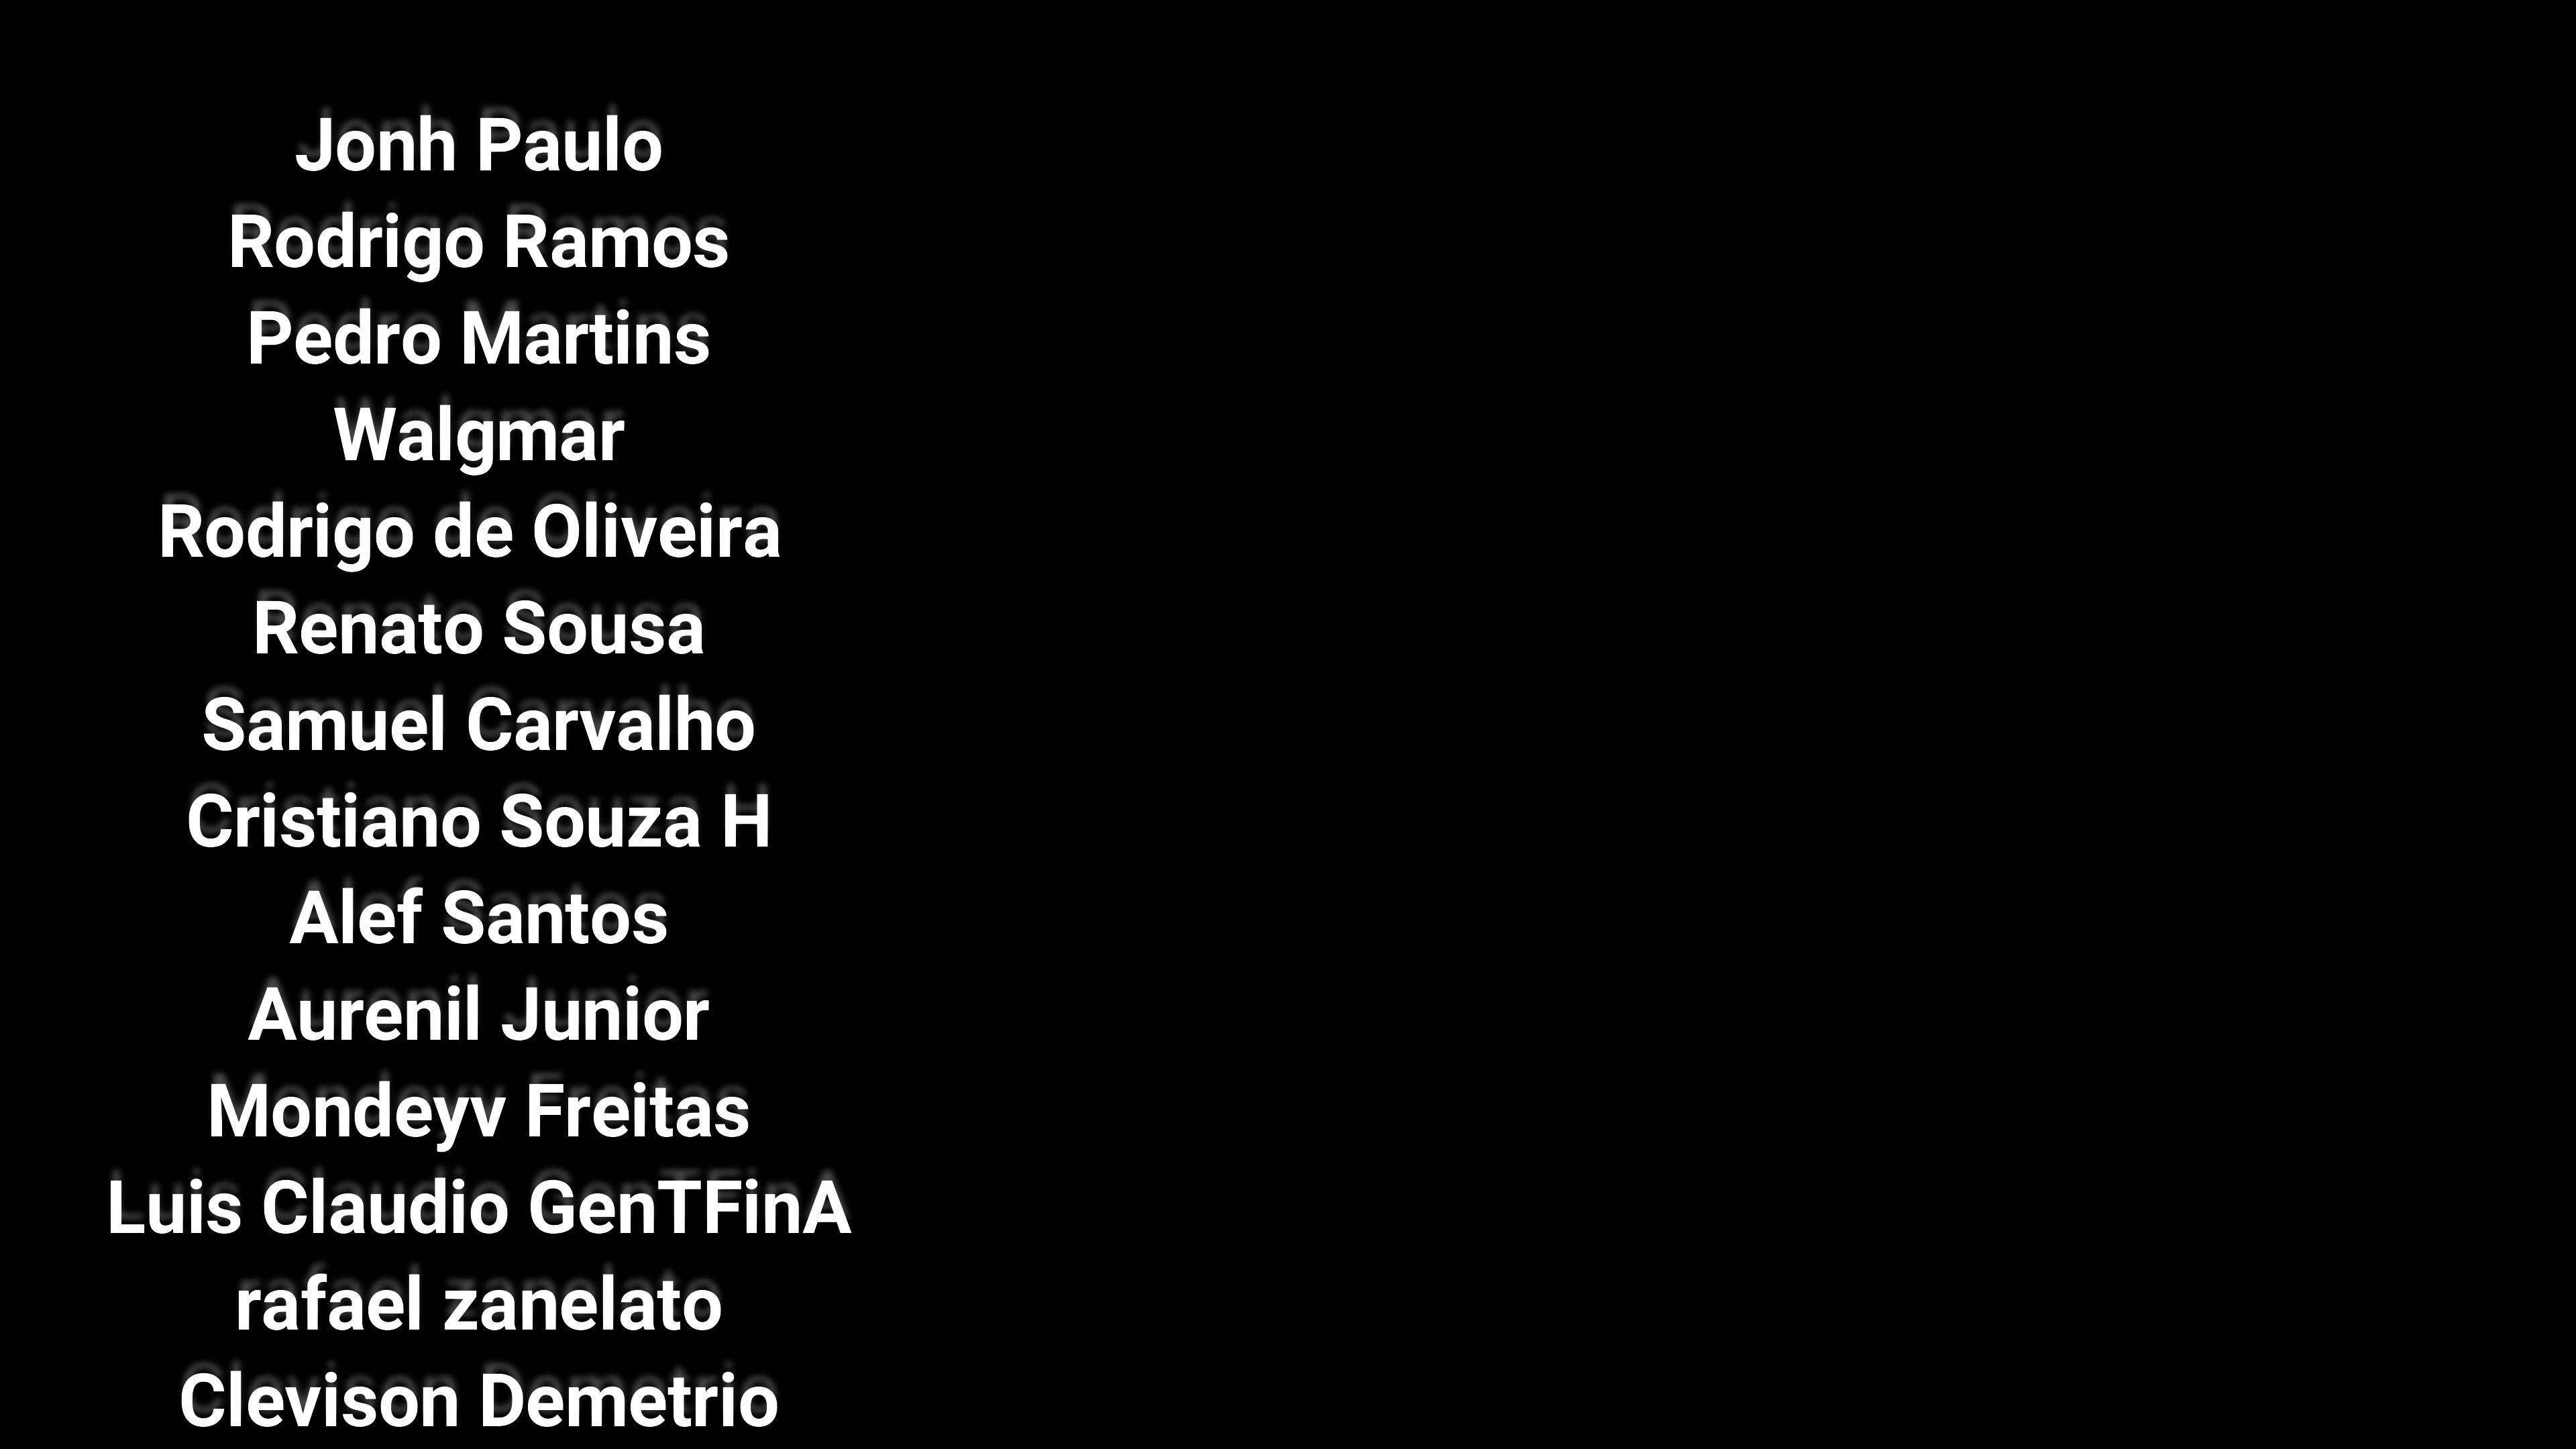 Jonh Paulo
Rodrigo Ramos
Pedro Martins
Walgmar
Rodrigo de Oliveira
Renato Sousa
Samuel Carvalho
Cristiano Souza H
Alef Santos
Aurenil Junior
Mondeyv Freitas
Luis Claudio GenTFinA
rafael zanelato
Clevison Demetrio